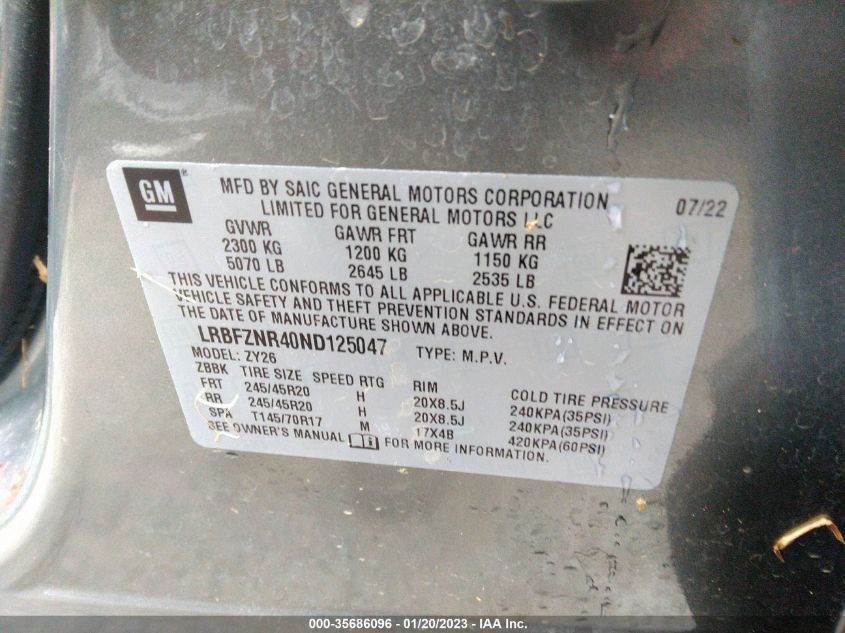 GM
MFD BY SAIC GENERAL MOTORS CORPORATION
LIMITED FOR GENERAL MOTORS LLC
07/22
GVWR GAWR FRT GAWR RR
2300 KG 1200 KG 1150 KG
5070 LB 2645 LB 2535 LB
THIS VEHICLE CONFORMS TO ALL APPLICABLE U.S. FEDERAL MOTOR
VEHICLE SAFETY AND THEFT PREVENTION STANDARDS IN EFFECT ON
THE DATE OF MANUFACTURE SHOWN ABOVE.
LRBFZNR40ND125047 TYPE: M.P.V.
MODEL: ZY26
ZBBK TIRE SIZE SPEED RTG RIM COLD TIRE PRESSURE
FRT 245/45R20 H 20X8.5J 240KPA(35PSI)
RR 245/45R20 H 20X8.5J 240KPA(35PSI)
SPA T145/70R17 M 17X4B 420KPA(60PSI)
SEE OWNER'S MANUAL FOR MORE INFORMATION.
000-35686096 - 01/20/2023 - IAA Inc.